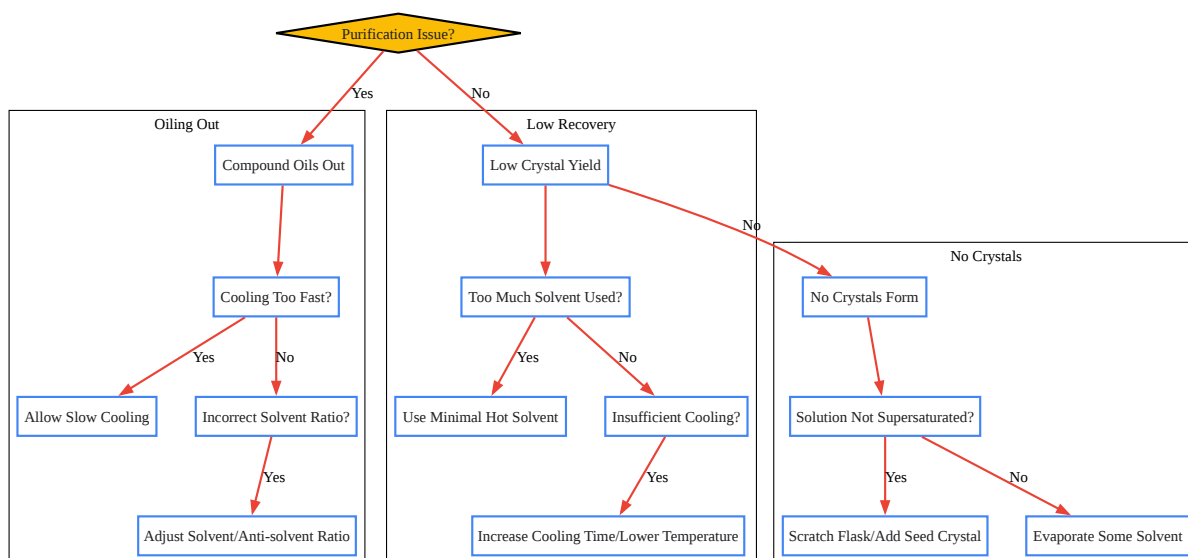 Purification Issue?
Yes
No
Oiling Out
Low Recovery
Compound Oils Out
Low Crystal Yield
No
No Crystals
Cooling Too Fast?
Too Much Solvent Used?
No Crystals Form
Yes
No
Yes
No
Allow Slow Cooling
Incorrect Solvent Ratio?
Use Minimal Hot Solvent
Insufficient Cooling?
Solution Not Supersaturated?
Yes
Yes
Yes
No
Adjust Solvent/Anti-solvent Ratio
Increase Cooling Time/Lower Temperature
Scratch Flask/Add Seed Crystal
Evaporate Some Solvent